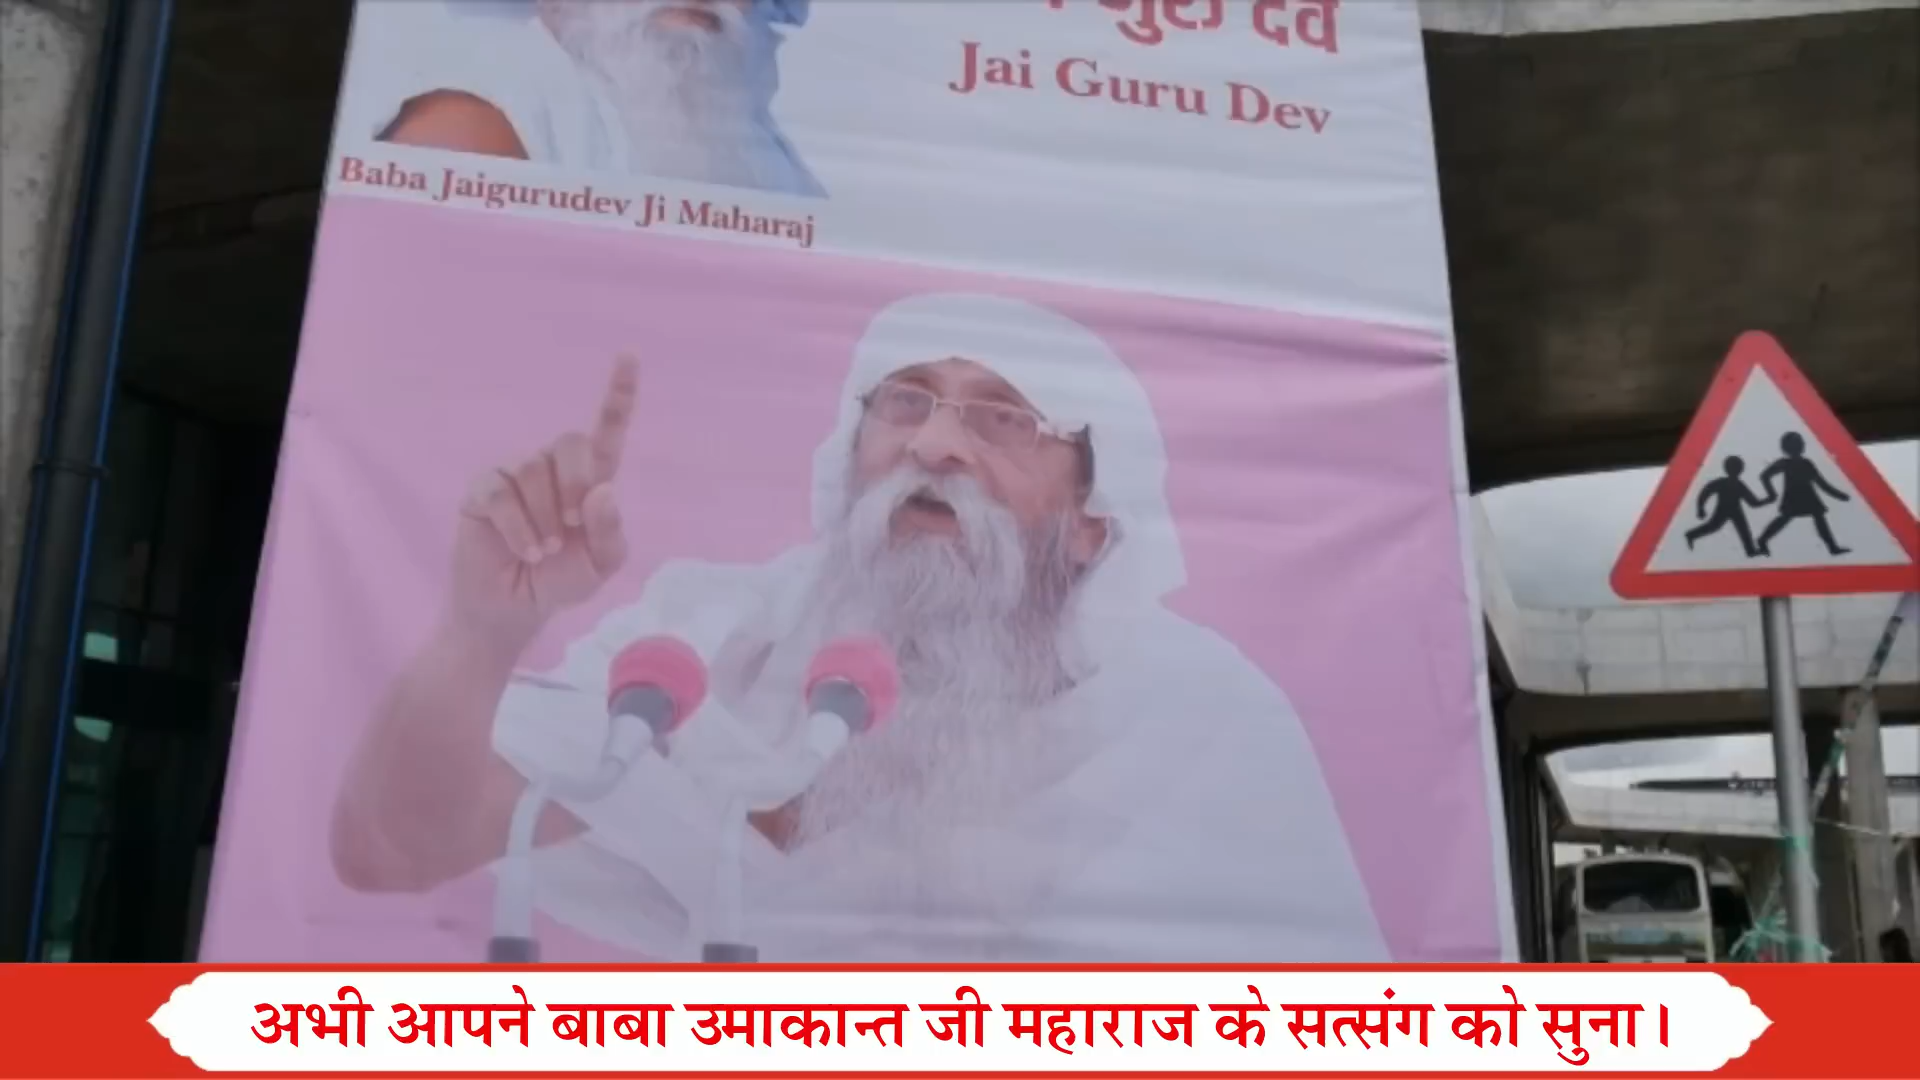 गुरु देव
Jai Guru Dev
Baba Jaigurudev Ji Maharaj
अभी आपने बाबा उमाकान्त जी महाराज के सत्संग को सुना।